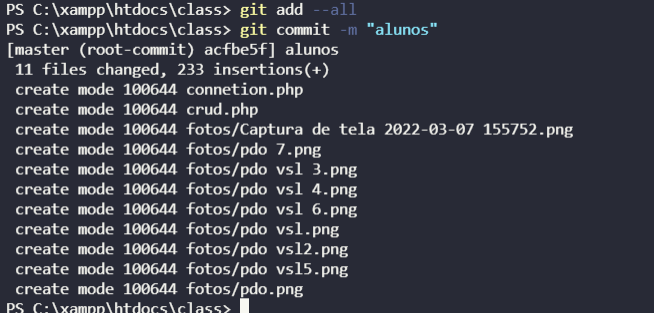 PS C:\xampp\htdocs\class> git add --all
PS C:\xampp\htdocs\class> git commit -m "alunos"
[master (root-commit) acfbe5f] alunos
 11 files changed, 233 insertions(+)
 create mode 100644 connetion.php
 create mode 100644 crud.php
 create mode 100644 fotos/Captura de tela 2022-03-07 155752.png
 create mode 100644 fotos/pdo 7.png
 create mode 100644 fotos/pdo vsl 3.png
 create mode 100644 fotos/pdo vsl 4.png
 create mode 100644 fotos/pdo vsl 6.png
 create mode 100644 fotos/pdo vsl.png
 create mode 100644 fotos/pdo vsl2.png
 create mode 100644 fotos/pdo vsl5.png
 create mode 100644 fotos/pdo.png
PS C:\xampp\htdocs\class>